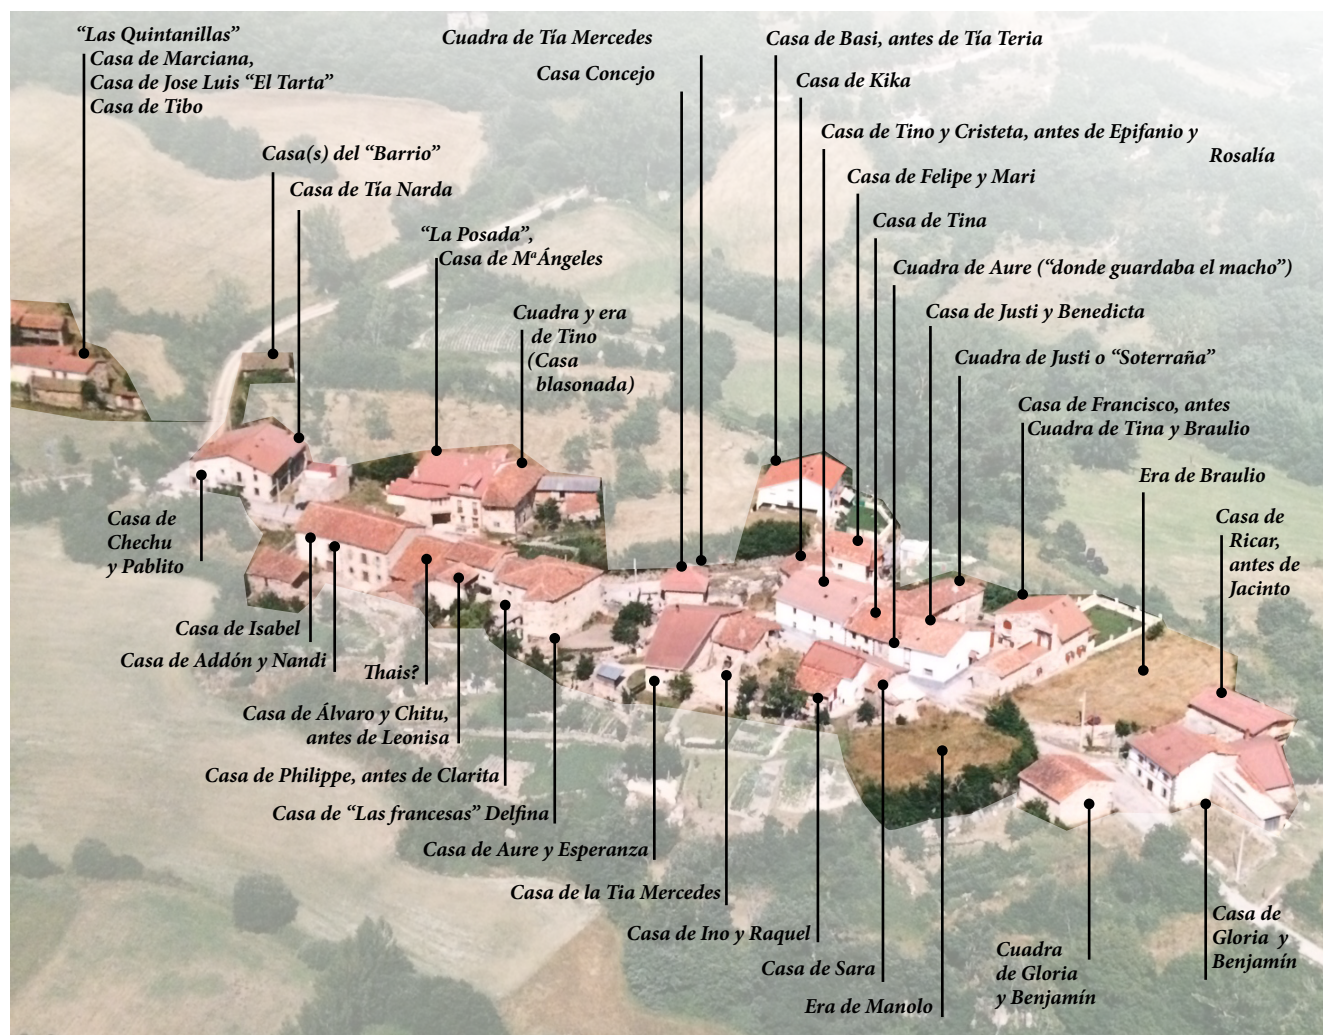 “Las Quintanillas”
Casa de Marciana,
Casa de Jose Luis “El Tarta”
Casa de Tibo
Casa(s) del “Barrio”
Casa de Tía Narda
“La Posada”,
Casa de MªÁngeles
Cuadra y era
de Tino
(Casa
blasonada)
Cuadra de Tía Mercedes
Casa Concejo
Casa de Basi, antes de Tía Teria
Casa de Kika
Casa de Tino y Cristeta, antes de Epifanio y
Rosalía
Casa de Felipe y Mari
Casa de Tina
Cuadra de Aure (“donde guardaba el macho”)
Casa de Justi y Benedicta
Cuadra de Justi o “Soterraña”
Casa de Francisco, antes
Cuadra de Tina y Braulio
Era de Braulio
Casa de
Ricar,
antes de
Jacinto
Casa de
Chechu
y Pablito
Casa de Isabel
Casa de Addón y Nandi
Thais?
Casa de Álvaro y Chitu,
antes de Leonisa
Casa de Philippe, antes de Clarita
Casa de “Las francesas” Delfina
Casa de Aure y Esperanza
Casa de la Tia Mercedes
Casa de Ino y Raquel
Casa de Sara
Era de Manolo
Cuadra
de Gloria
y Benjamín
Casa de
Gloria y
Benjamín